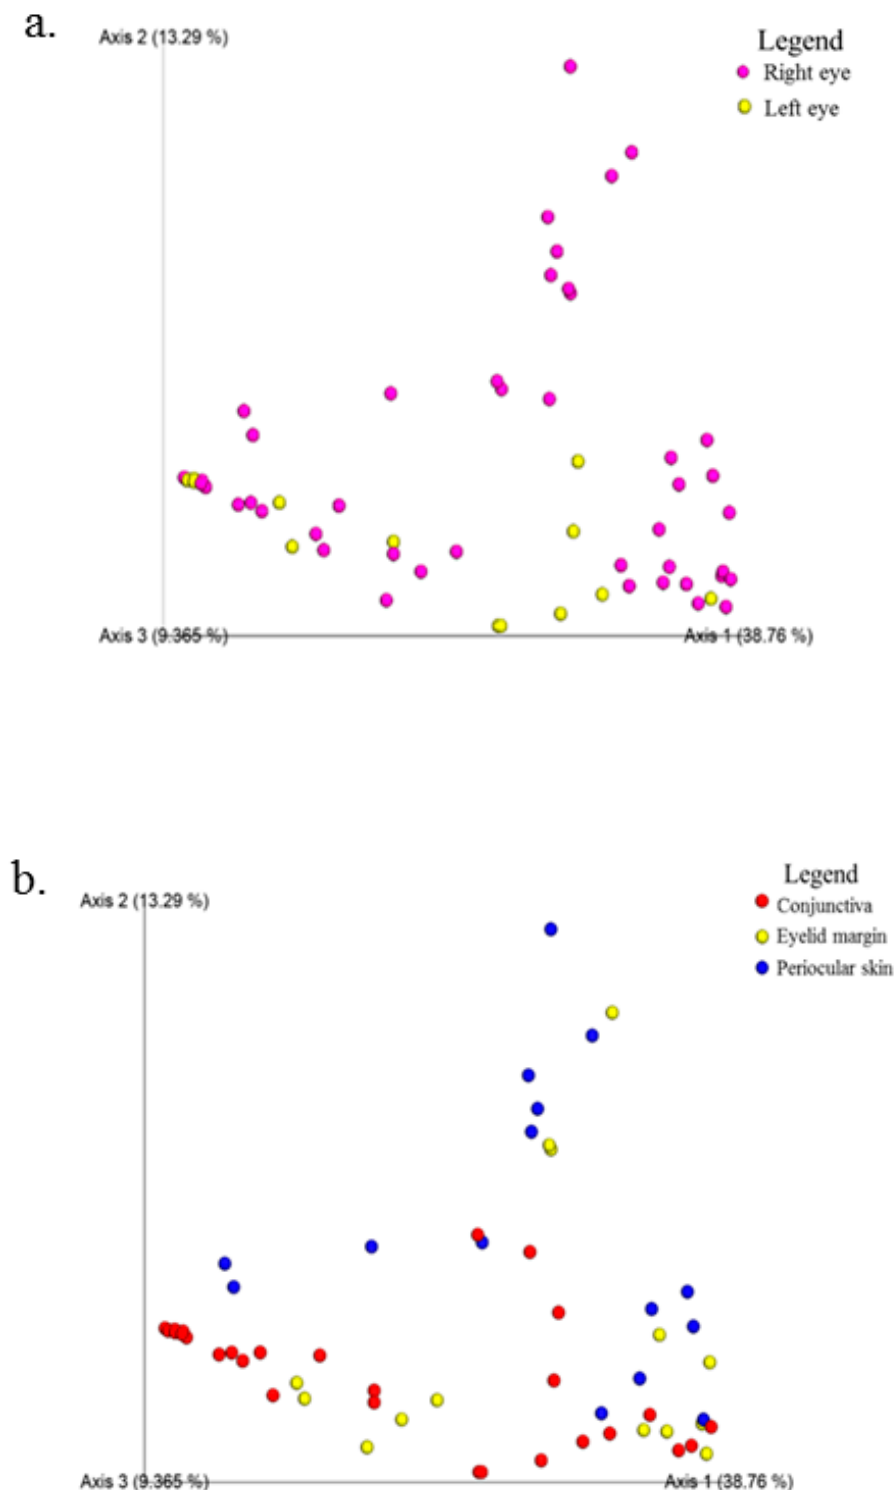 a.
Axis 2 (13.29 %)
Legend
Right eye
Left eye
Axis 3 (9.365 %)
Axis 1 (38.76 %)
b.
Axis 2 (13.29 %)
Legend
Conjunctiva
Eyelid margin
Periocular skin
Axis 3 (9.365 %)
Axis 1 (38.76 %)